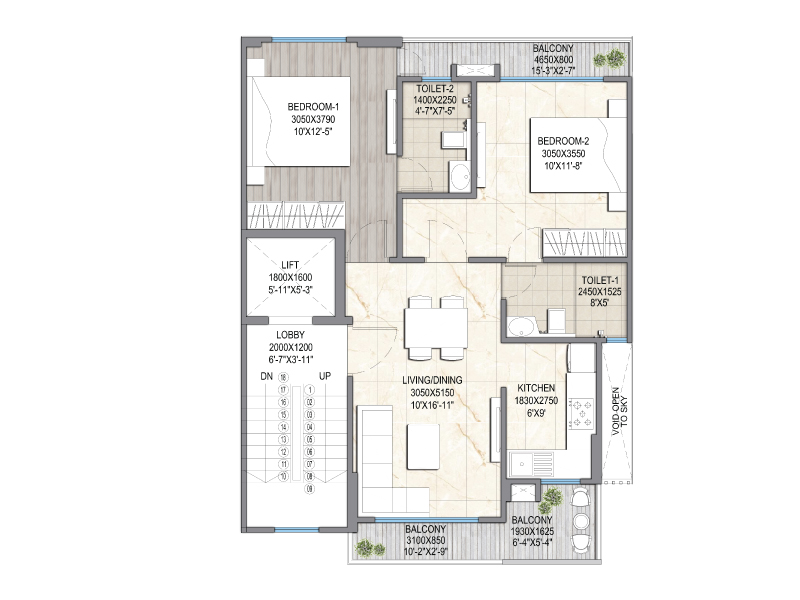 BALCONY
4650X800
15'-3"X2'-7"
TOILET-2
1400X2250
4'-7"X7'-5"
BEDROOM-1
3050X3790
10'X12'-5"
BEDROOM-2
3050X3550
10'X11'-8"
LIFT
1800X1600
5'-11"X5'-3"
TOILET-1
2450X1525
8'X5'
LOBBY
2000X1200
6'-7"X3'-11"
DN
18
UP
17
1
16
02
15
03
14
04
13
05
12
06
11
07
10
08
09
LIVING/DINING
3050X5150
10'X16'-11"
KITCHEN
1830X2750
6'X9'
VOID OPEN
TO SKY
BALCONY
3100X850
10'-2"X2'-9"
BALCONY
1930X1625
6'-4"X5'-4"